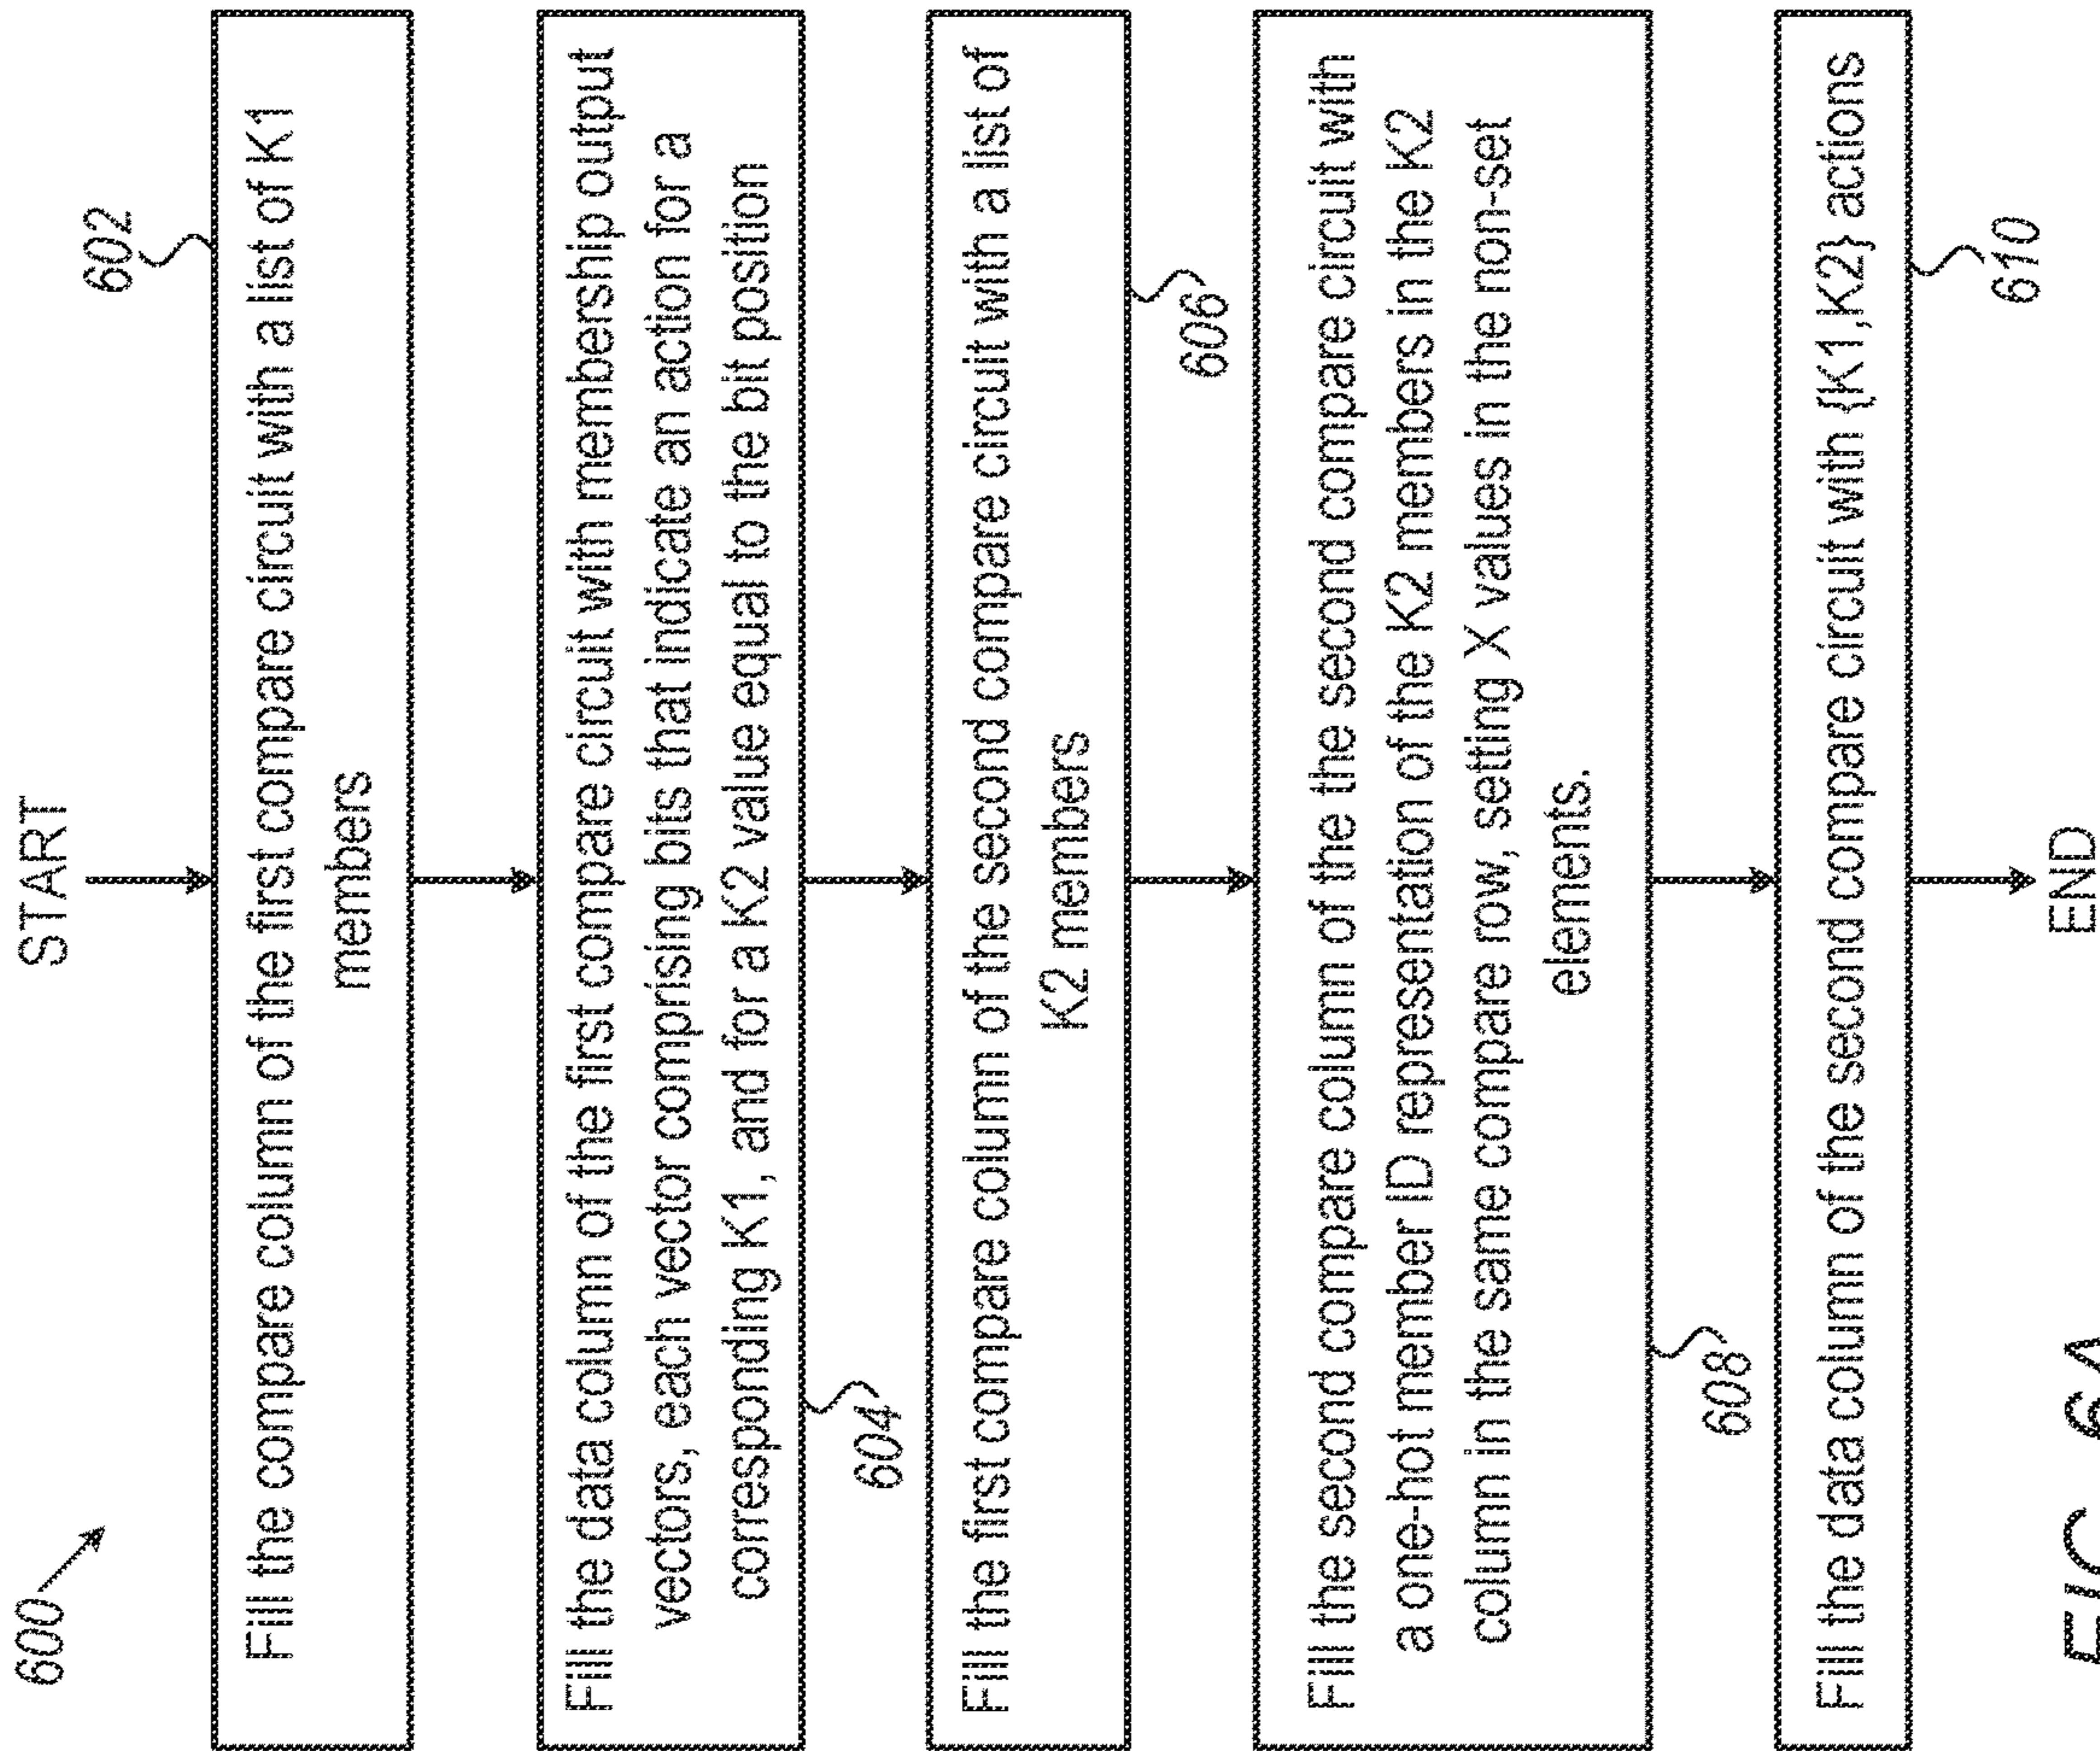 600
START
602
Fill the compare column of the first compare circuit with a list of K1
members
Fill the data column of the first compare circuit with membership output
vectors, each vector comprising bits that indicate an action for a
corresponding K1, and for a K2 value equal to the bit position
604
Fill the first compare column of the second compare circuit with a list of
K2 members
606
Fill the second compare column of the the second compare circuit with
a one-hot member ID representation of the K2 members in the K2
column in the same compare row, setting X values in the non-set
elements.
608
Fill the data column of the second compare circuit with {K1,K2} actions
610
END
FIG. 6A